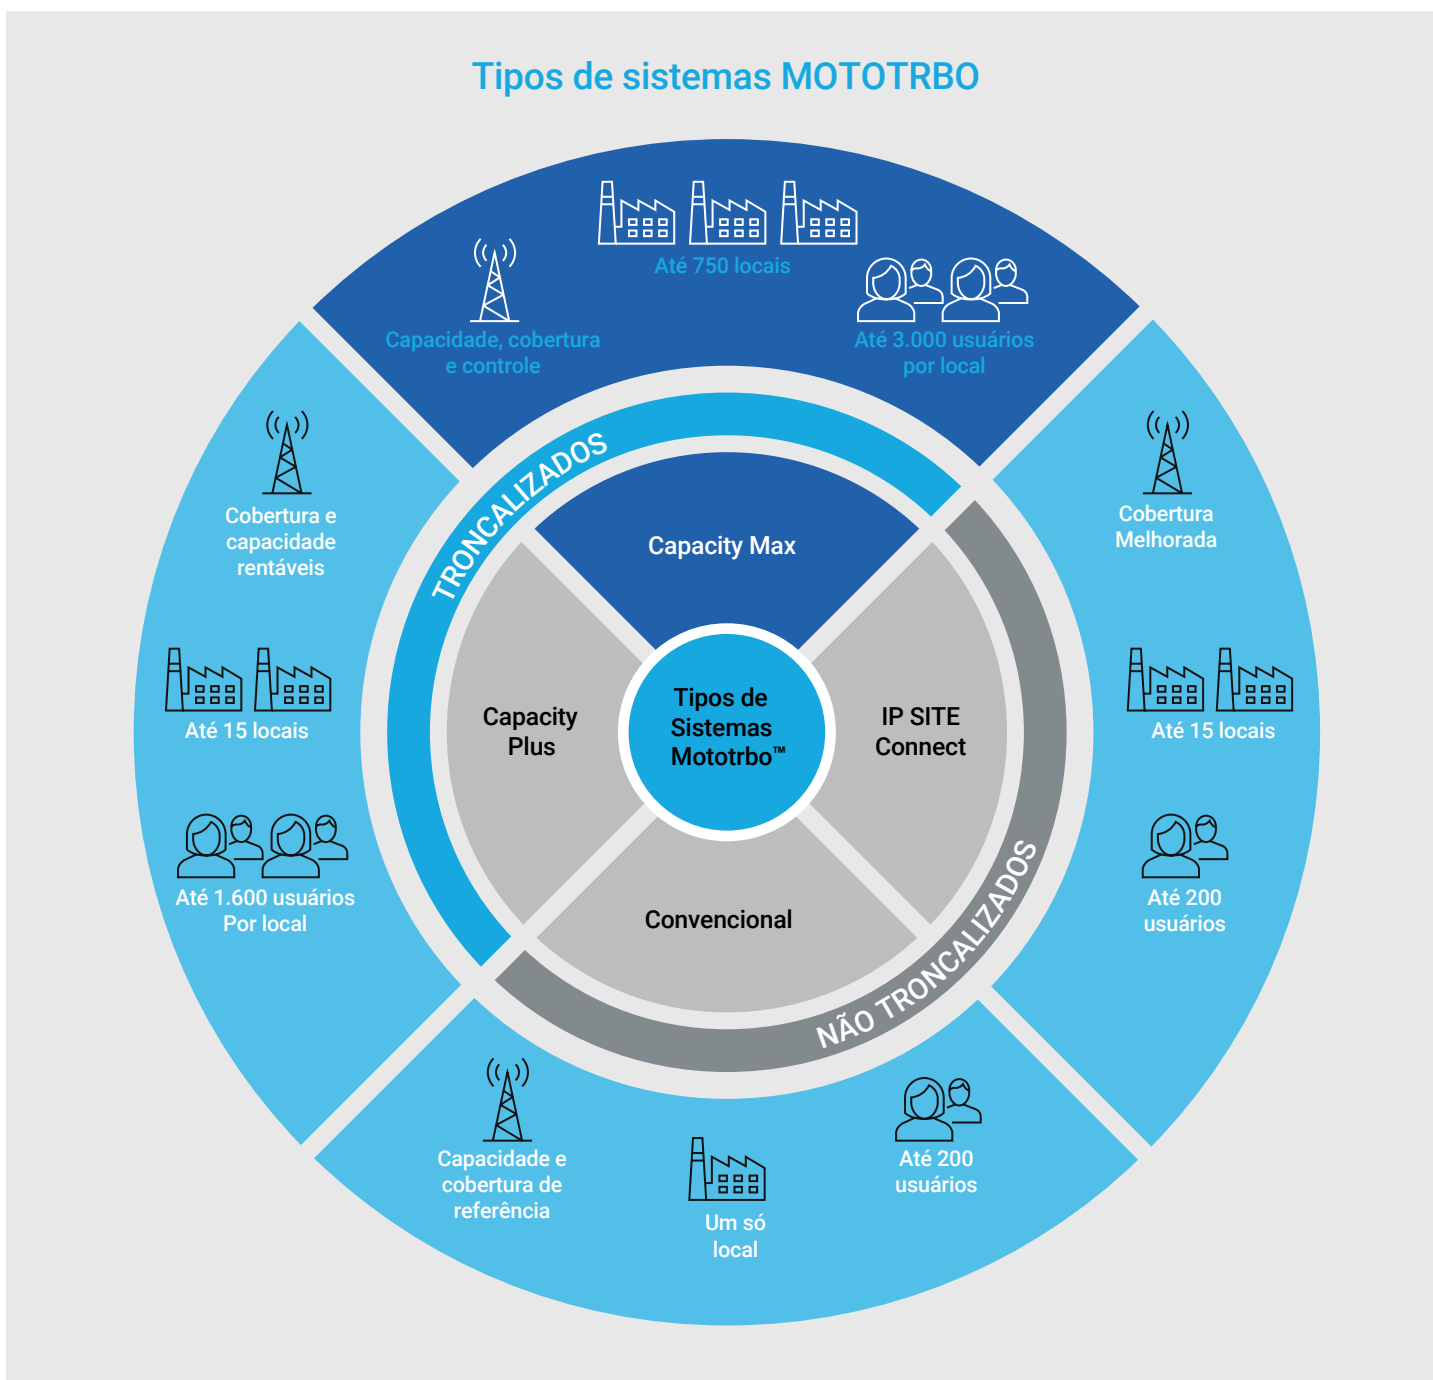 Tipos de sistemas MOTOTRBO
Até 750 locais
Capacidade, cobertura
e controle
Até 3.000 usuários
por local
Cobertura e
capacidade
rentáveis
Até 15 locais
Até 1.600 usuários
Por local
Cobertura
Melhorada
Até 15 locais
Até 200
usuários
TRONCALIZADOS
NÃO TRONCALIZADOS
Capacity Max
Capacity
Plus
Tipos de
Sistemas
Mototrbo™
IP SITE
Connect
Convencional
Capacidade e
cobertura de
referência
Um só
local
Até 200
usuários